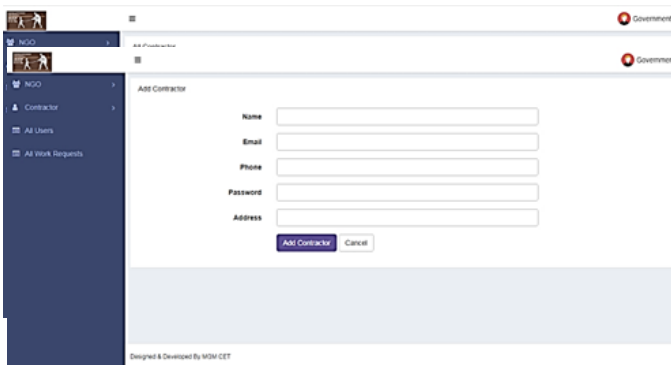 Government
NGO
All Contractor
Governmen
NGO
Add Contractor
Contractor
Name
All Users
Email
All Work Requests
Phone
Password
Address
Add Contractor Cancel
Designed & Developed By MGM CET